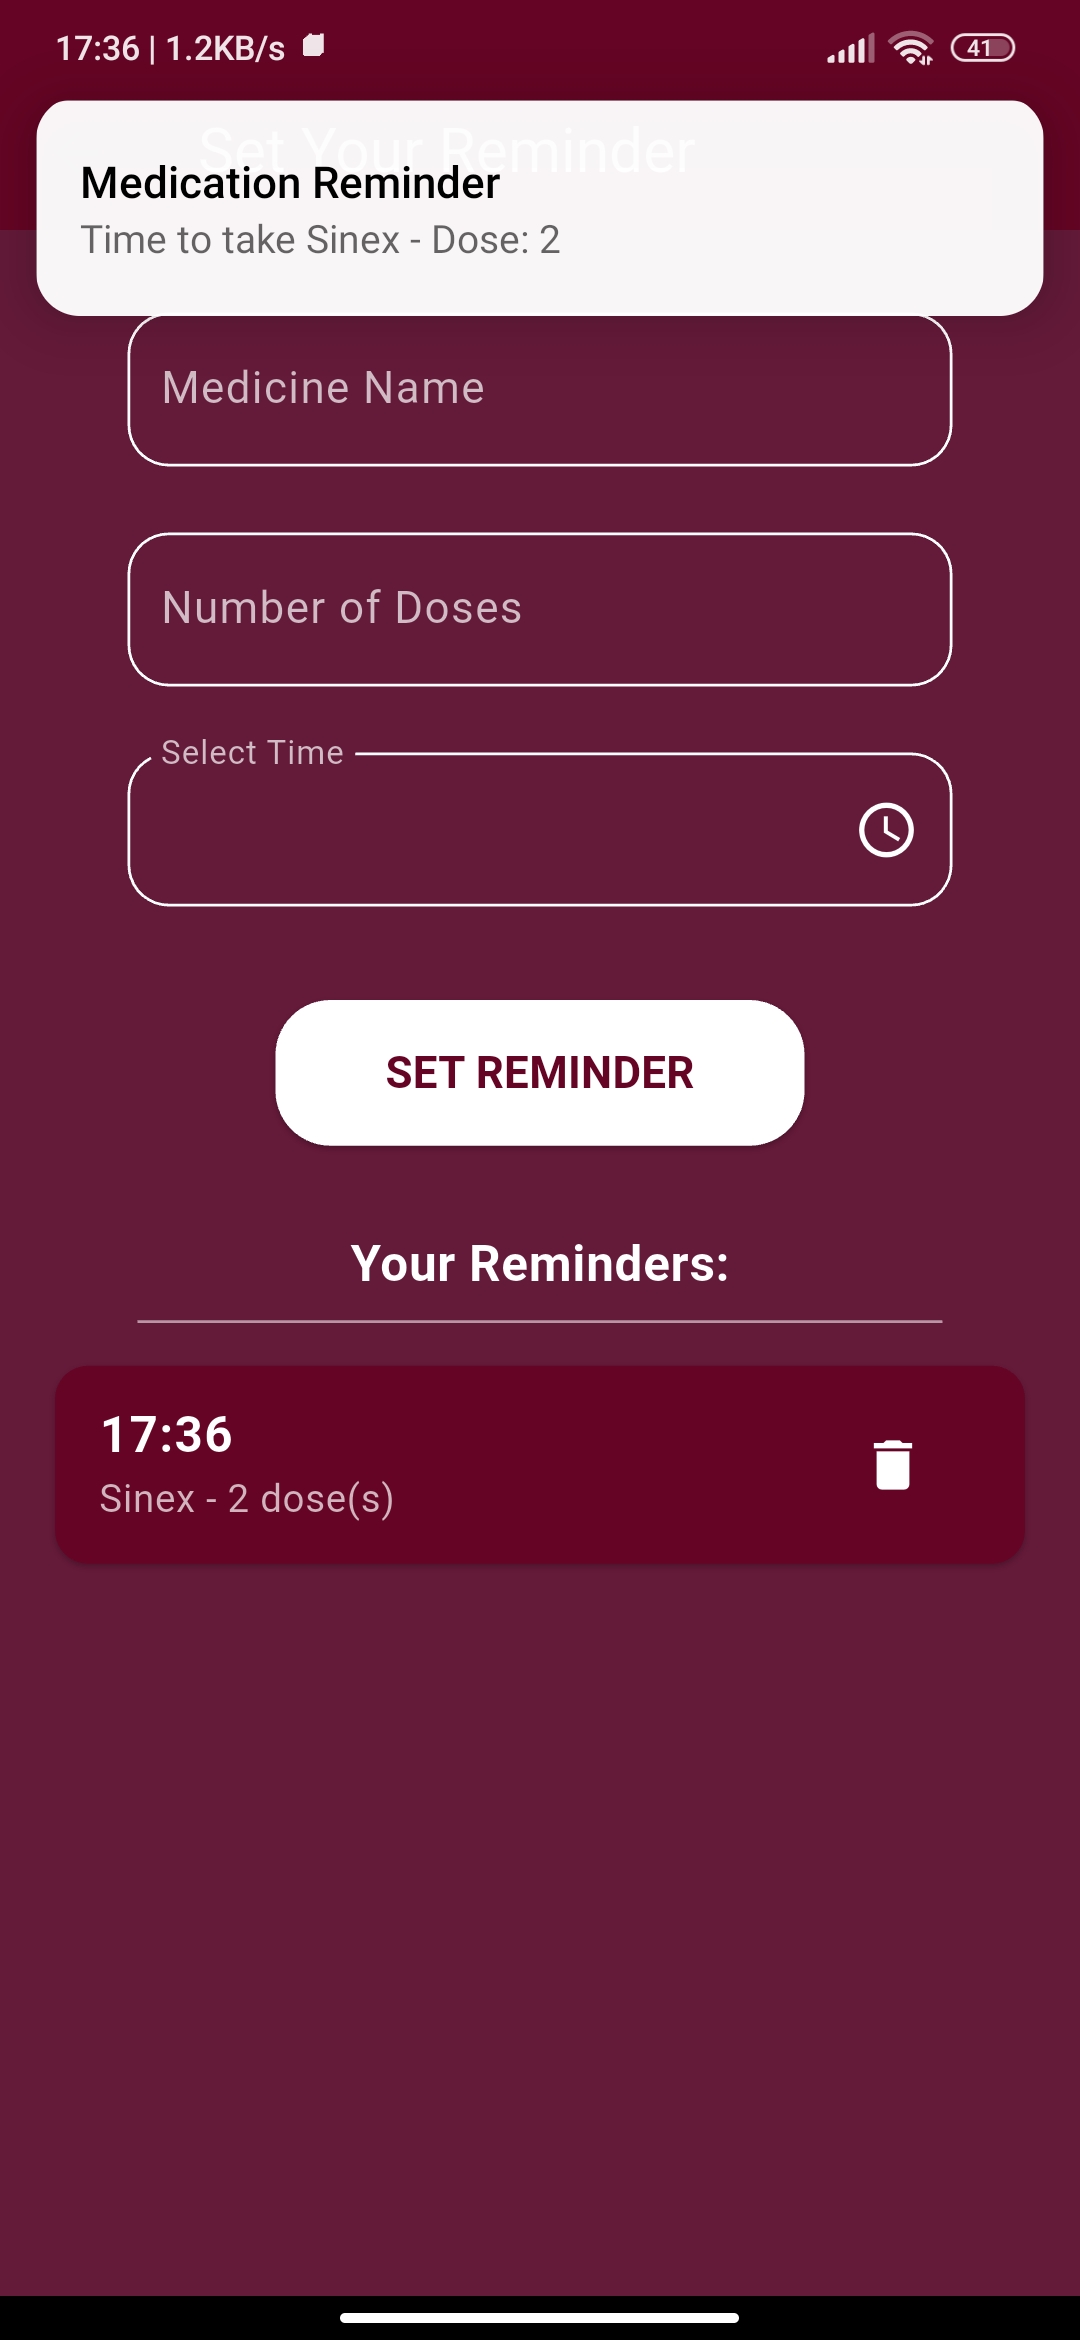 17:36 | 1.2KB/s 41
Set Your Reminder
Medication Reminder
Time to take Sinex - Dose: 2
Medicine Name
Number of Doses
Select Time
SET REMINDER
Your Reminders:
17:36
Sinex - 2 dose(s)